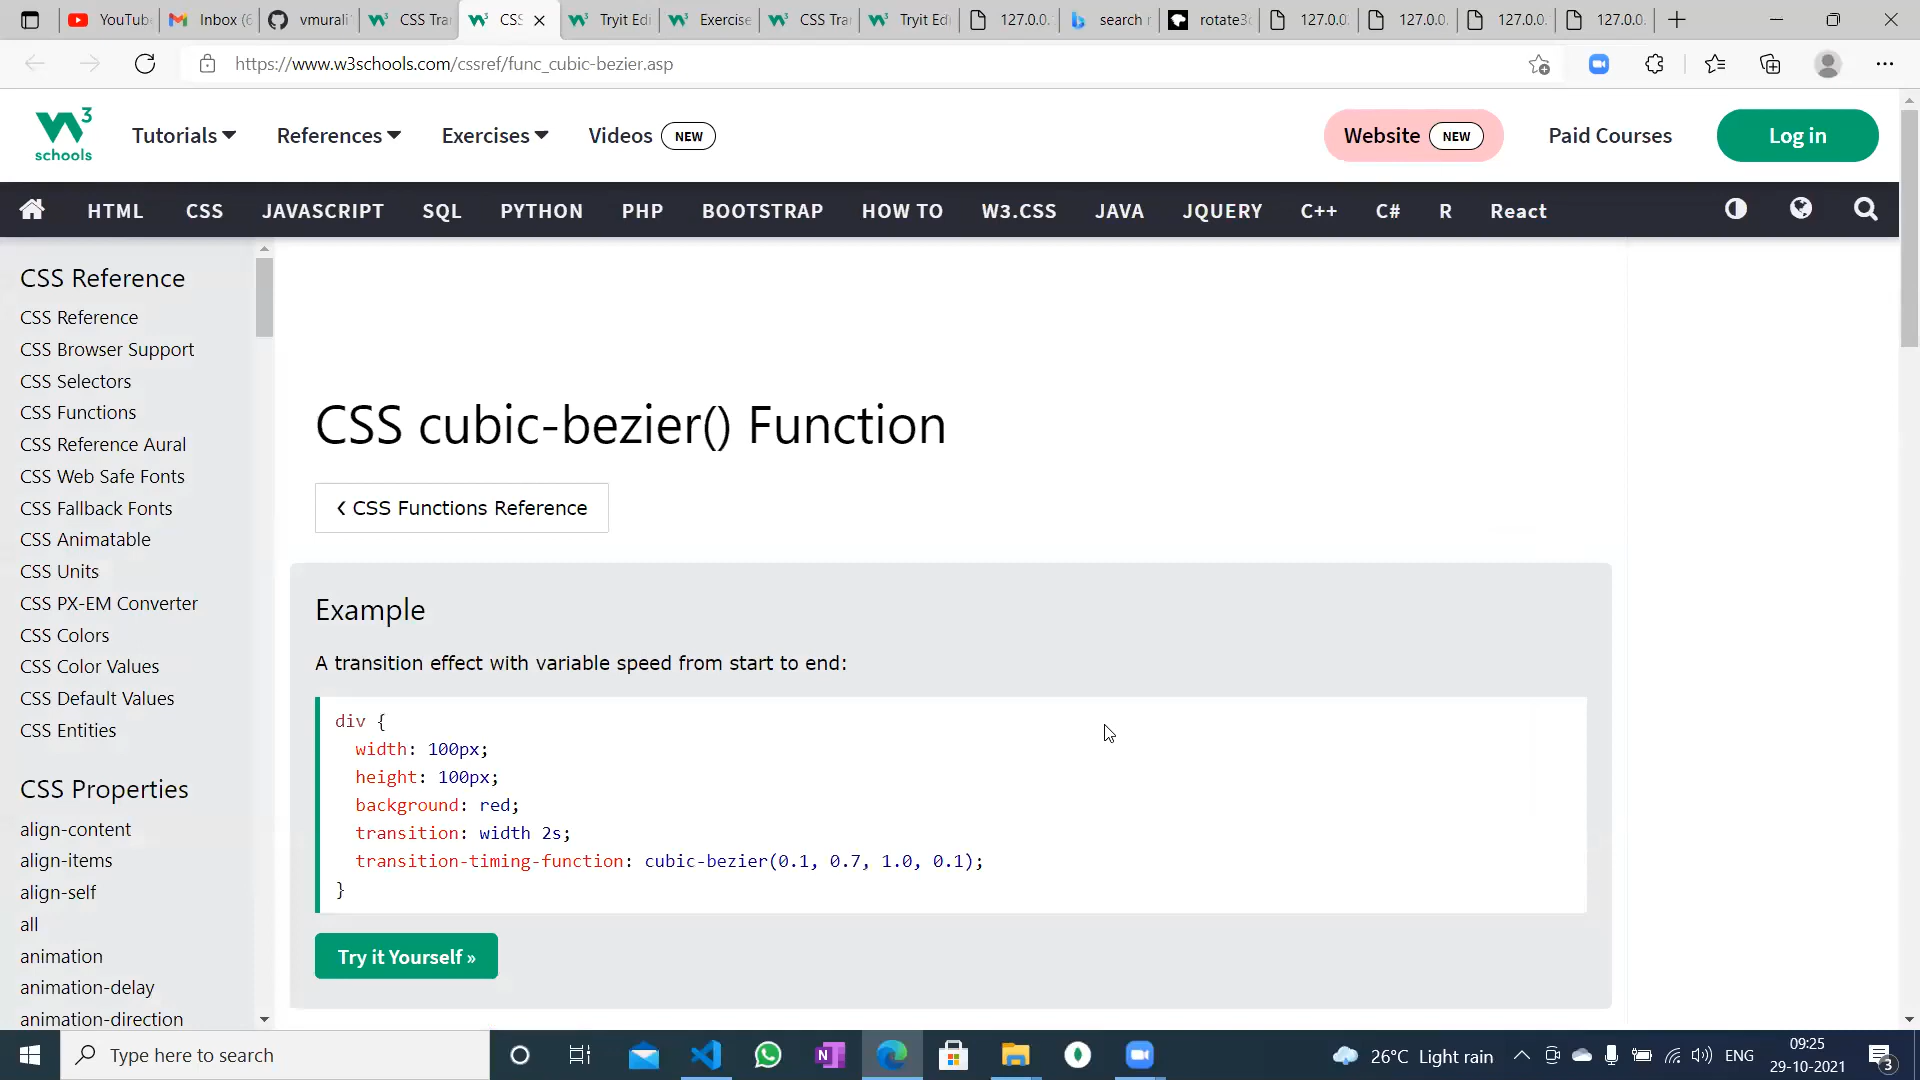 YouTub
Inbox (6
vmurali
CSS Tra
CSS
Tryit Edi
Exercise
CSS Tra
Tryit Ed
127.0.0.
search r
rotate3d
127.0.0.
127.0.0.
127.0.0.
127.0.0.
https://www.w3schools.com/cssref/func_cubic-bezier.asp
W3 schools
Tutorials
References
Exercises
Videos NEW
Website NEW
Paid Courses
Log in
HTML CSS JAVASCRIPT SQL PYTHON PHP BOOTSTRAP HOW TO W3.CSS JAVA JQUERY C++ C# R React
CSS Reference
CSS Reference
CSS Browser Support
CSS Selectors
CSS Functions
CSS Reference Aural
CSS Web Safe Fonts
CSS Fallback Fonts
CSS Animatable
CSS Units
CSS PX-EM Converter
CSS Colors
CSS Color Values
CSS Default Values
CSS Entities
CSS Properties
align-content
align-items
align-self
all
animation
animation-delay
animation-direction
CSS cubic-bezier() Function
❮ CSS Functions Reference
Example
A transition effect with variable speed from start to end:
div {
width: 100px;
height: 100px;
background: red;
transition: width 2s;
transition-timing-function: cubic-bezier(0.1, 0.7, 1.0, 0.1);
}
Try it Yourself »
Type here to search
26°C Light rain
ENG
09:25
29-10-2021
3